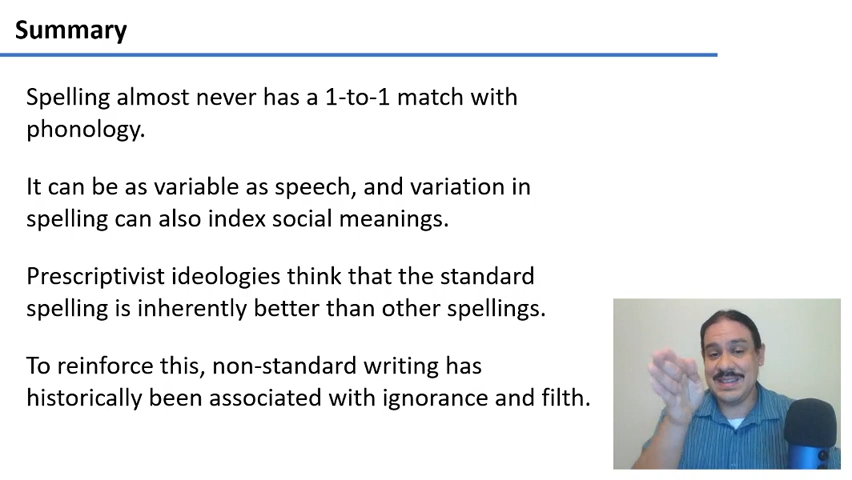 Summary
Spelling almost never has a 1-to-1 match with
phonology.
It can be as variable as speech, and variation in
spelling can also index social meanings.
Prescriptivist ideologies think that the standard
spelling is inherently better than other spellings.
To reinforce this, non-standard writing has
historically been associated with ignorance and filth.